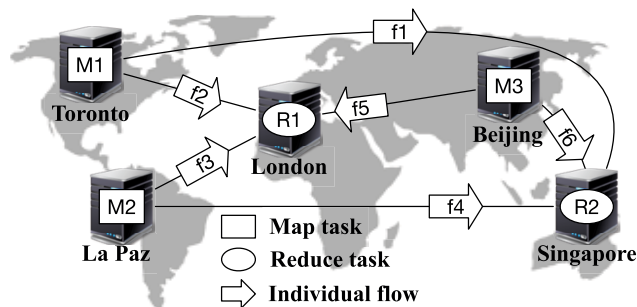 f1
M1
f2
Toronto
M3
f5
R1
f6
Beijing
f3
London
M2
f4
R2
La Paz
Map task
Singapore
Reduce task
Individual flow